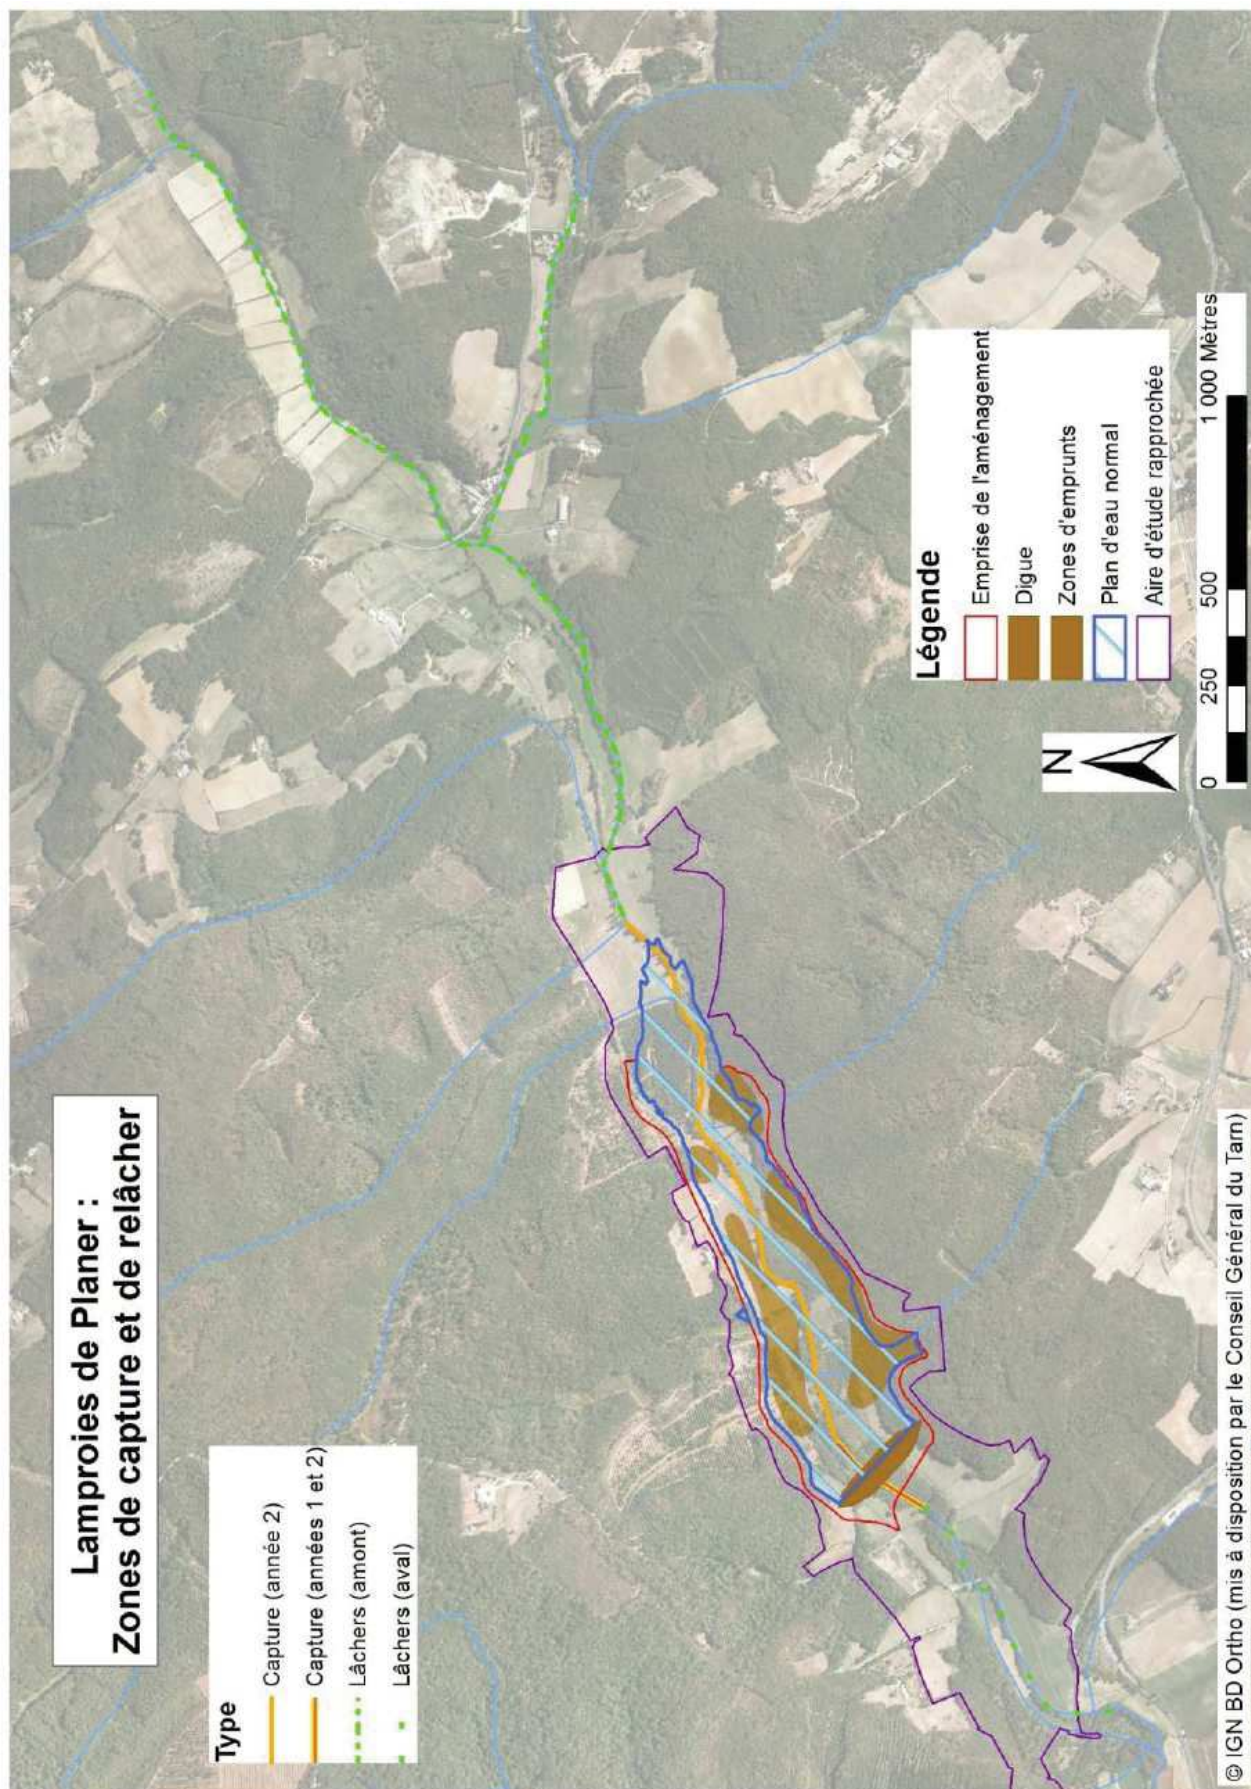 Lamproies de Planer :
Zones de capture et de relâcher
Type
Capture (année 2)
Capture (années 1 et 2)
Lâchers (amont)
Lâchers (aval)
Légende
Emprise de l'aménagement
Digue
Zones d'emprunts
Plan d'eau normal
Aire d'étude rapprochée
N
0 250 500 1 000 Mètres
© IGN BD Ortho (mis à disposition par le Conseil Général du Tarn)